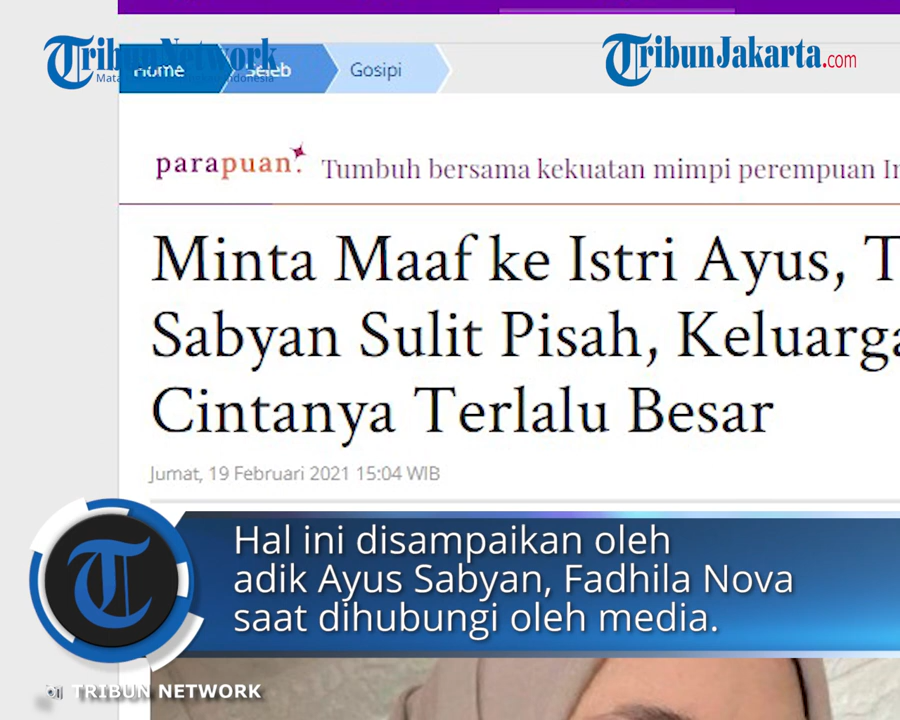 Tribun Network
TribunJakarta.com
Home Seleb Gosipi
parapuan.
Tumbuh bersama kekuatan mimpi perempuan
Minta Maaf ke Istri Ayus, T
Sabyan Sulit Pisah, Keluarga
Cintanya Terlalu Besar
Jumat, 19 Februari 2021 15:04 WIB
Hal ini disampaikan oleh
adik Ayus Sabyan, Fadhila Nova
saat dihubungi oleh media.
TRIBUN NETWORK